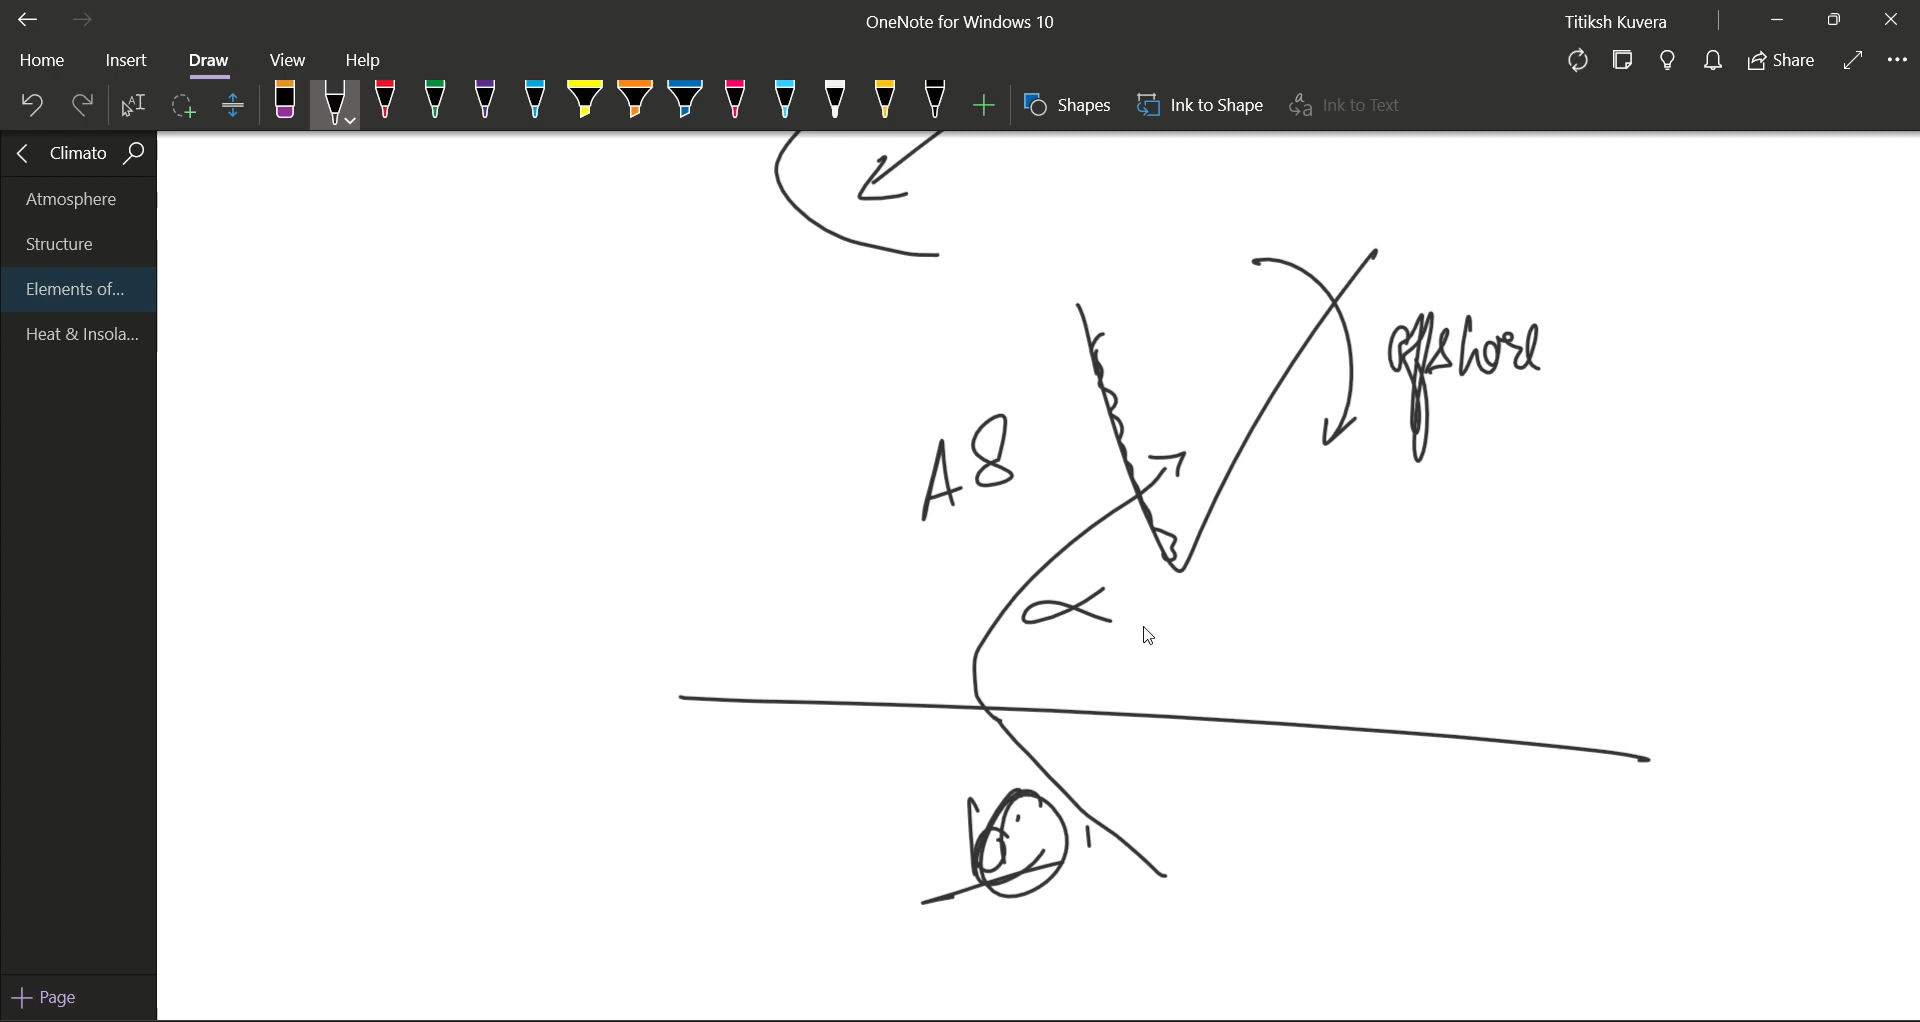 OneNote for Windows 10
Titiksh Kuvera
Home Insert Draw View Help
Share
Shapes Ink to Shape Ink to Text
Climato
Atmosphere
Structure
Elements of...
Heat & Insola...
offshore
A8
α
Page